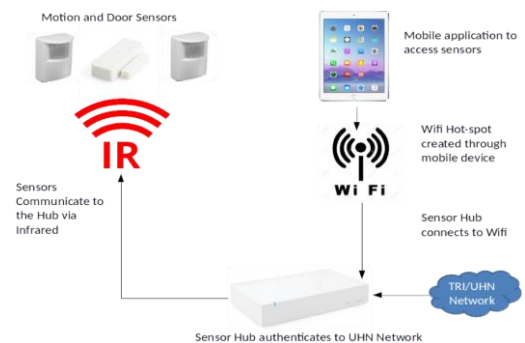 Motion and Door Sensors
Mobile application to
access sensors
IR
Wi Fi
Wifi Hot-spot
created through
mobile device
Sensors
Communicate to
the Hub via
Infrared
Sensor Hub
connects to Wifi
TRI/UHN
Network
Sensor Hub authenticates to UHN Network